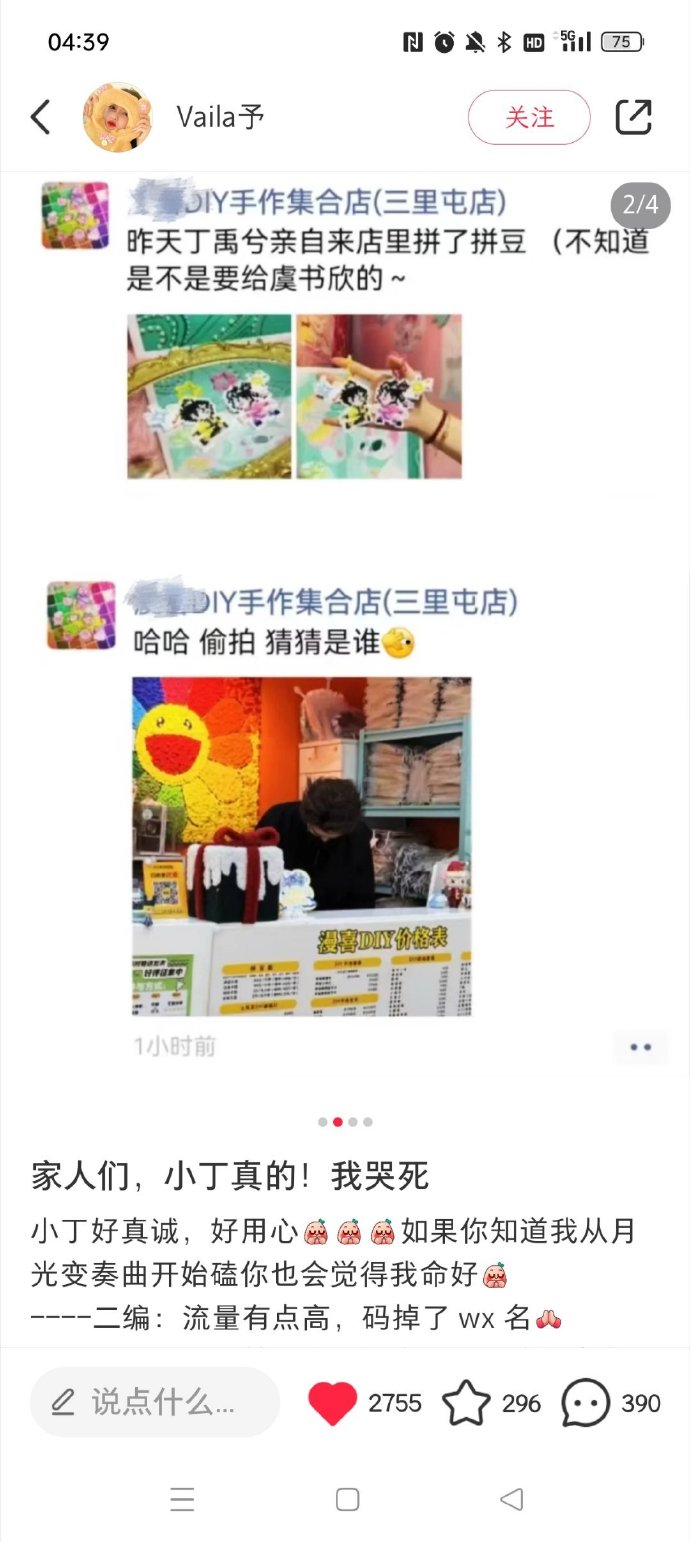 04:39
HD
5G
75
Vaila予
关注
2/4
DIY手作集合店(三里屯店)
昨天丁禹兮亲自来店里拼了拼豆 （不知道
是不是要给虞书欣的~
DIY手作集合店(三里屯店)
哈哈 偷拍 猜猜是谁
漫喜DIY价格表
好评征集中
1小时前
家人们，小丁真的！我哭死
小丁好真诚，好用心如果你知道我从月
光变奏曲开始磕你也会觉得我命好
----二编：流量有点高，码掉了 wx 名
说点什么...
2755
296
390